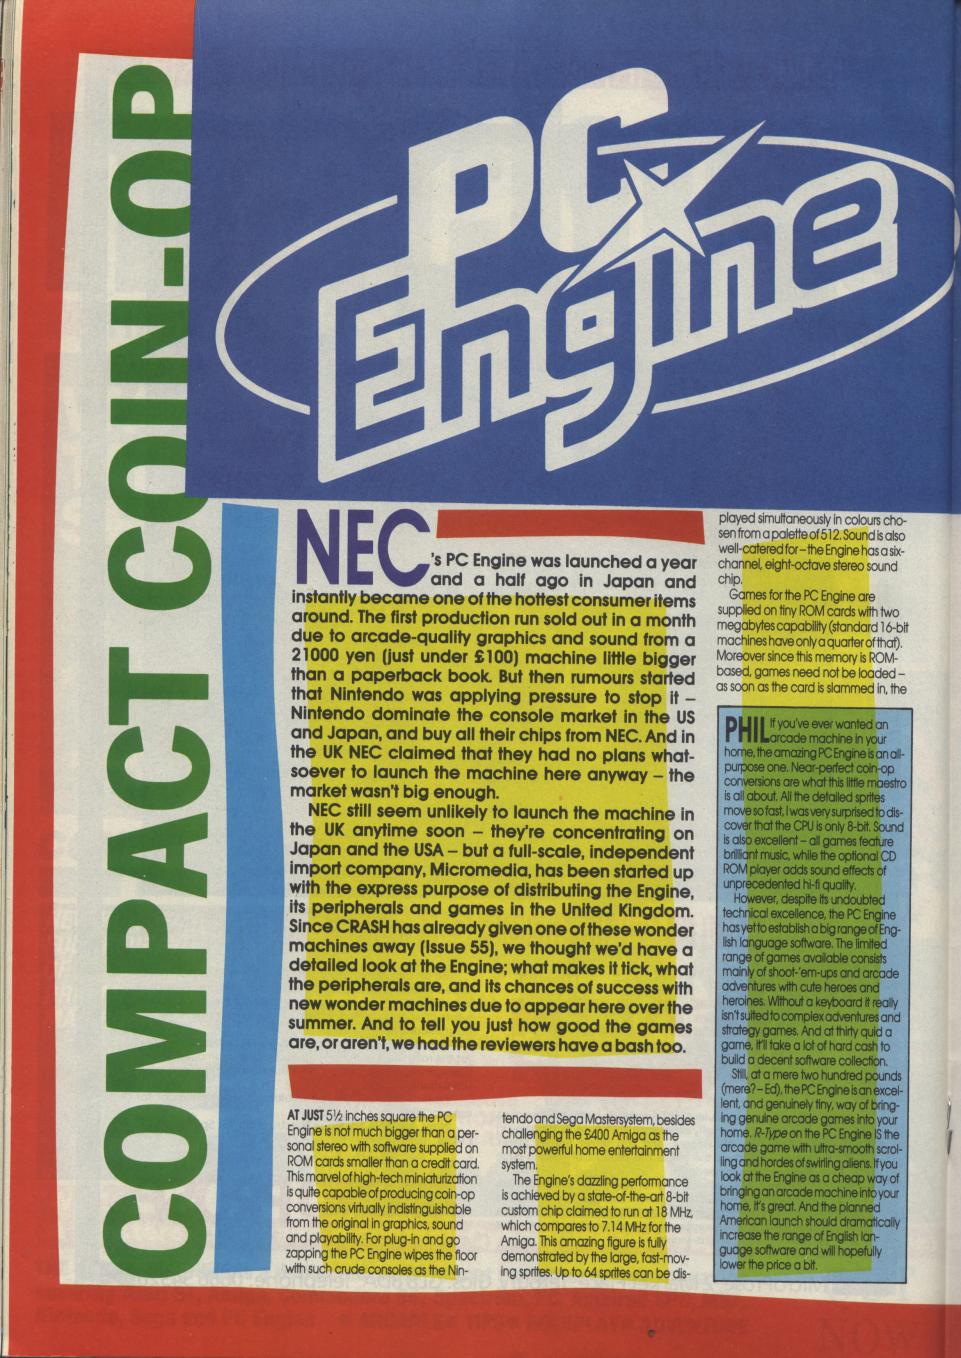 COMPACT COIN-OP
PC
Engine
NEC's PC Engine was launched a year
and a half ago in Japan and
instantly became one of the hottest consumer items
around. The first production run sold out in a month
due to arcade-quality graphics and sound from a
21000 yen (just under £100) machine little bigger
than a paperback book. But then rumours started
that Nintendo was applying pressure to stop it –
Nintendo dominate the console market in the US
and Japan, and buy all their chips from NEC. And in
the UK NEC claimed that they had no plans what-
soever to launch the machine here anyway – the
market wasn't big enough.
NEC still seem unlikely to launch the machine in
the UK anytime soon – they're concentrating on
Japan and the USA – but a full-scale, independent
import company, Micromedia, has been started up
with the express purpose of distributing the Engine,
its peripherals and games in the United Kingdom.
Since CRASH has already given one of these wonder
machines away (Issue 55), we thought we'd have a
detailed look at the Engine; what makes it tick, what
the peripherals are, and its chances of success with
new wonder machines due to appear here over the
summer. And to tell you just how good the games
are, or aren't, we had the reviewers have a bash too.
AT JUST 5½ inches square the PC
Engine is not much bigger than a per-
sonal stereo with software supplied on
ROM cards smaller than a credit card.
This marvel of high-tech miniaturization
is quite capable of producing coin-op
conversions virtually indistinguishable
from the original in graphics, sound
and playability. For plug-in and go
zapping the PC Engine wipes the floor
with such crude consoles as the Nin-
tendo and Sega Mastersystem, besides
challenging the £400 Amiga as the
most powerful home entertainment
system.
The Engine's dazzling performance
is achieved by a state-of-the-art 8-bit
custom chip claimed to run at 18 MHz,
which compares to 7.14 MHz for the
Amiga. This amazing figure is fully
demonstrated by the large, fast-mov-
ing sprites. Up to 64 sprites can be dis-
played simultaneously in colours cho-
sen from a palette of 512. Sound is also
well-catered for – the Engine has a six-
channel, eight-octave stereo sound
chip.
Games for the PC Engine are
supplied on tiny ROM cards with two
megabytes capability (standard 16-bit
machines have only a quarter of that).
Moreover since this memory is ROM-
based, games need not be loaded –
as soon as the card is slammed in, the
PHIL If you've ever wanted an
arcade machine in your
home, the amazing PC Engine is an all-
purpose one. Near-perfect coin-op
conversions are what this little maestro
is all about. All the detailed sprites
move so fast, I was very surprised to dis-
cover that the CPU is only 8-bit. Sound
is also excellent – all games feature
brilliant music, while the optional CD
ROM player adds sound effects of
unprecedented hi-fi quality.
However, despite its undoubted
technical excellence, the PC Engine
has yet to establish a big range of Eng-
lish language software. The limited
range of games available consists
mainly of shoot-'em-ups and arcade
adventures with cute heroes and
heroines. Without a keyboard it really
isn't suited to complex adventures and
strategy games. And at thirty quid a
game, it'll take a lot of hard cash to
build a decent software collection.
Still, at a mere two hundred pounds
(mere? – Ed), the PC Engine is an excel-
lent, and genuinely tiny, way of bring-
ing genuine arcade games into your
home. R-Type on the PC Engine IS the
arcade game with ultra-smooth scrol-
ling and hordes of swirling aliens. If you
look at the Engine as a cheap way of
bringing an arcade machine into your
home, it's great. And the planned
American launch should dramatically
increase the range of English lan-
guage software and will hopefully
lower the price a bit.